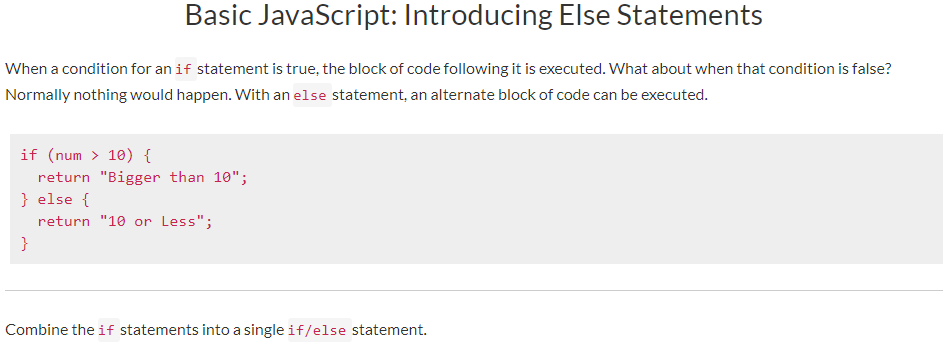 Basic JavaScript: Introducing Else Statements
When a condition for an if statement is true, the block of code following it is executed. What about when that condition is false?
Normally nothing would happen. With an else statement, an alternate block of code can be executed.
if (num > 10) {
  return "Bigger than 10";
} else {
  return "10 or Less";
}
Combine the if statements into a single if/else statement.